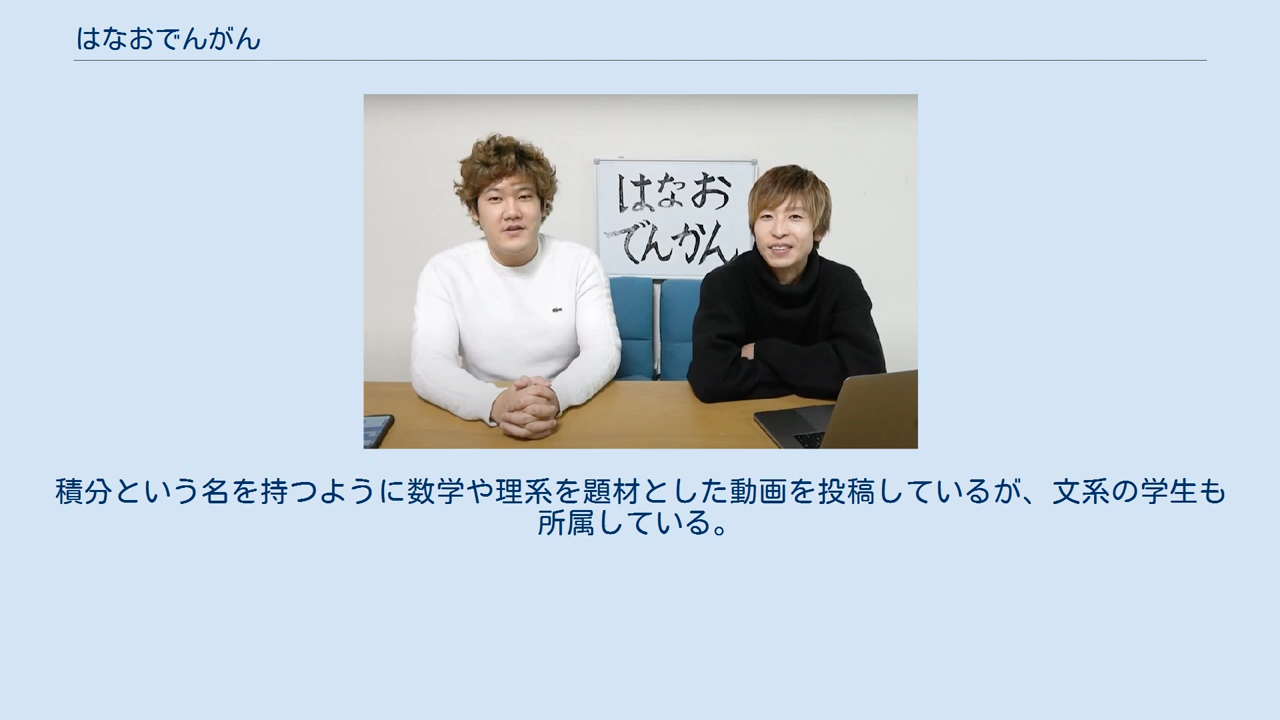 はなおでんがん
はなお
でんがん
積分という名を持つように数学や理系を題材とした動画を投稿しているが、文系の学生も
所属している。